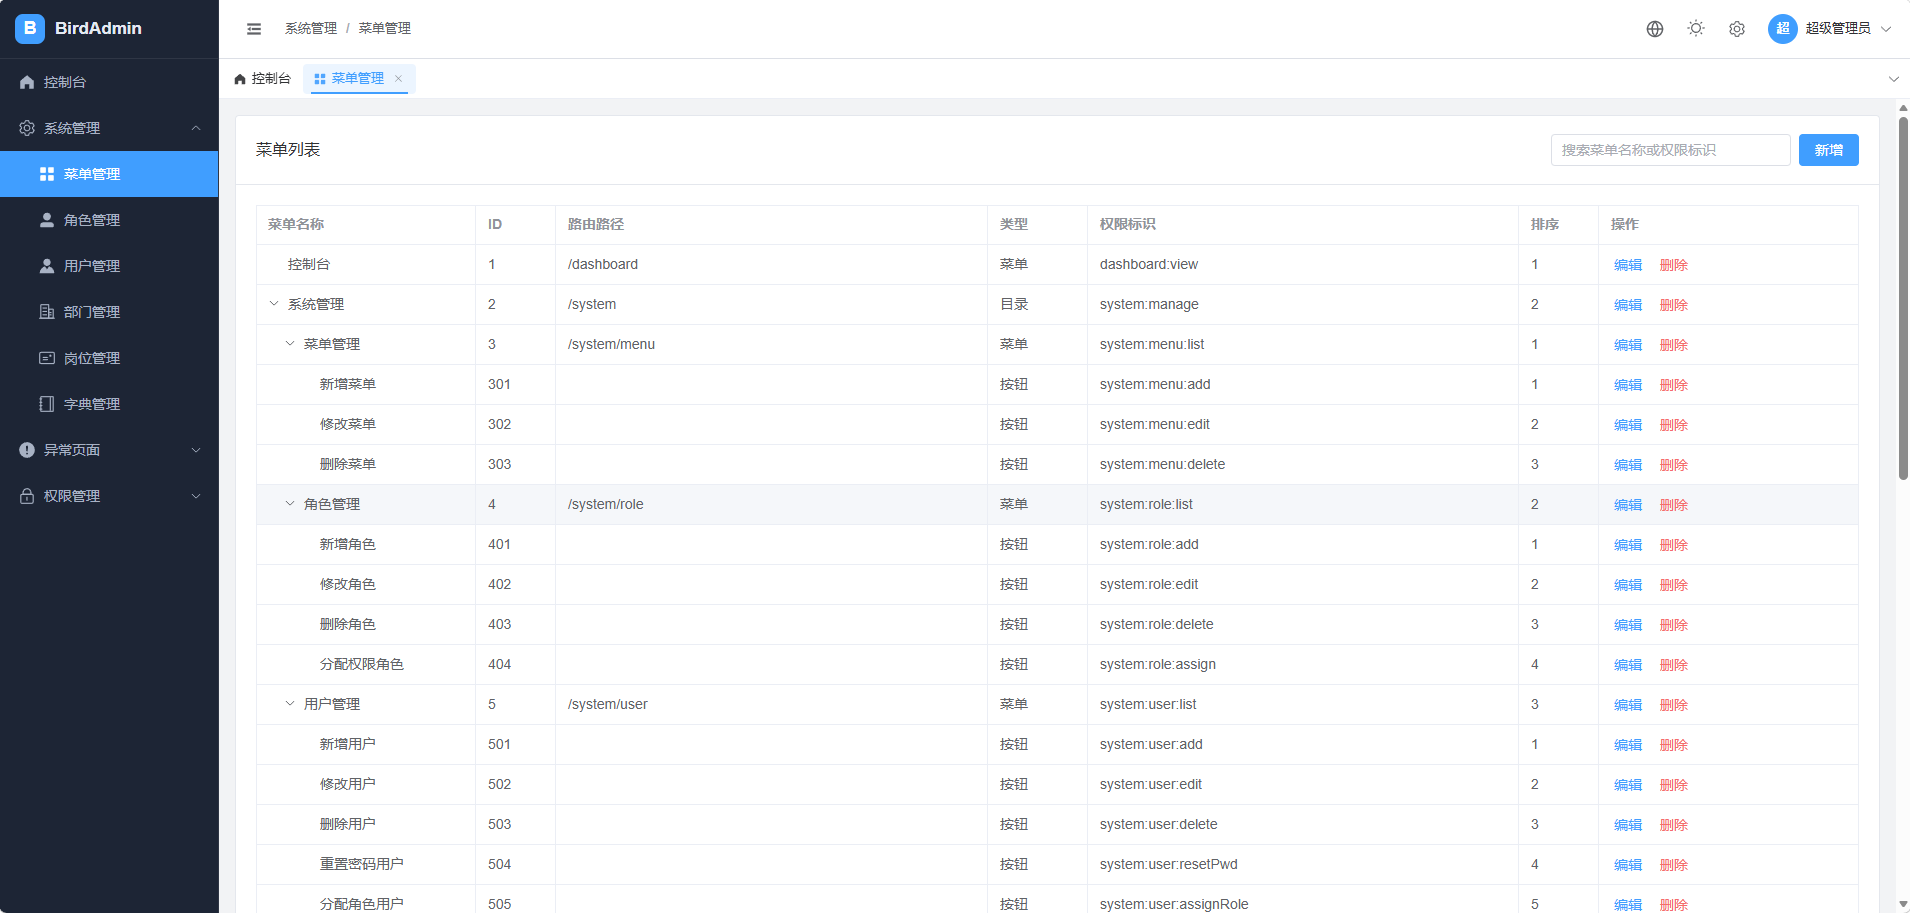 B BirdAdmin
控制台
系统管理
菜单管理
角色管理
用户管理
部门管理
岗位管理
字典管理
异常页面
权限管理
系统管理 / 菜单管理
超 超级管理员
控制台 菜单管理
菜单列表
搜索菜单名称或权限标识 新增
菜单名称 ID 路由路径 类型 权限标识 排序 操作
控制台 1 /dashboard 菜单 dashboard:view 1 编辑 删除
系统管理 2 /system 目录 system:manage 2 编辑 删除
菜单管理 3 /system/menu 菜单 system:menu:list 1 编辑 删除
新增菜单 301 按钮 system:menu:add 1 编辑 删除
修改菜单 302 按钮 system:menu:edit 2 编辑 删除
删除菜单 303 按钮 system:menu:delete 3 编辑 删除
角色管理 4 /system/role 菜单 system:role:list 2 编辑 删除
新增角色 401 按钮 system:role:add 1 编辑 删除
修改角色 402 按钮 system:role:edit 2 编辑 删除
删除角色 403 按钮 system:role:delete 3 编辑 删除
分配权限角色 404 按钮 system:role:assign 4 编辑 删除
用户管理 5 /system/user 菜单 system:user:list 3 编辑 删除
新增用户 501 按钮 system:user:add 1 编辑 删除
修改用户 502 按钮 system:user:edit 2 编辑 删除
删除用户 503 按钮 system:user:delete 3 编辑 删除
重置密码用户 504 按钮 system:user:resetPwd 4 编辑 删除
分配角色用户 505 按钮 system:user:assignRole 5 编辑 删除